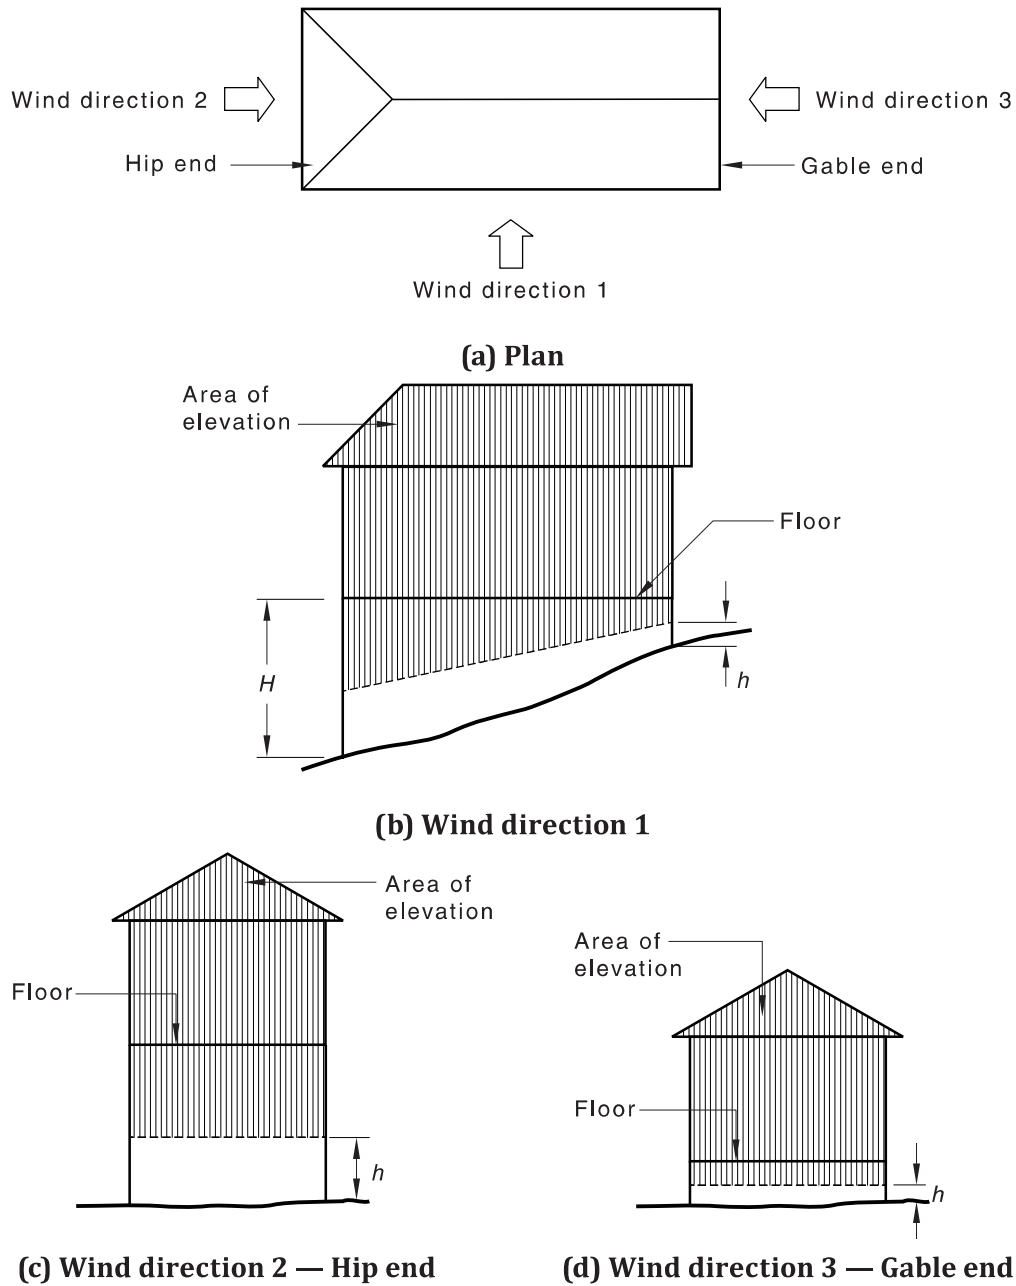 Wind direction 2
Wind direction 3
Hip end
Gable end
Wind direction 1
(a) Plan
Area of
elevation
Floor
H
h
(b) Wind direction 1
Area of
elevation
Floor
h
(c) Wind direction 2 — Hip end
Area of
elevation
Floor
h
(d) Wind direction 3 — Gable end